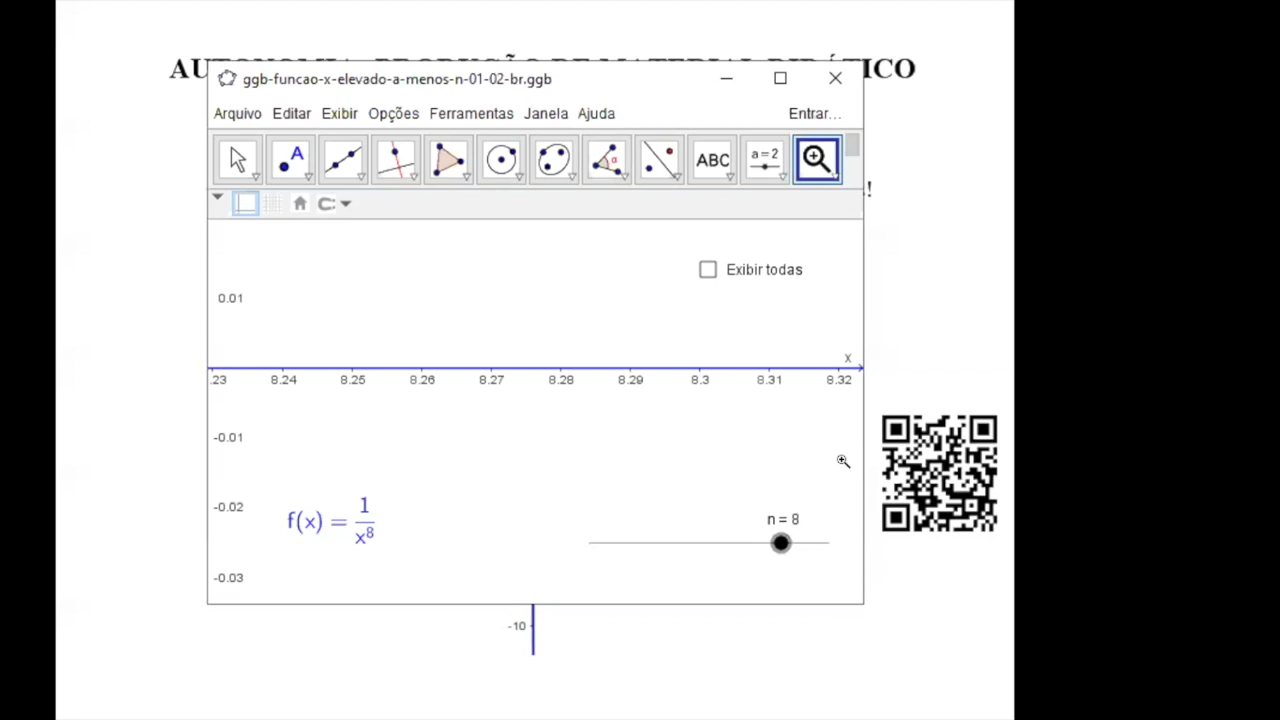 ggb-funcao-x-elevado-a-menos-n-01-02-br.ggb
Arquivo Editar Exibir Opções Ferramentas Janela Ajuda Entrar...
A
α
ABC
a = 2
Exibir todas
0.01
x
.23 8.24 8.25 8.26 8.27 8.28 8.29 8.3 8.31 8.32
-0.01
-0.02
f(x) = 1/x⁸
n = 8
-0.03
-10